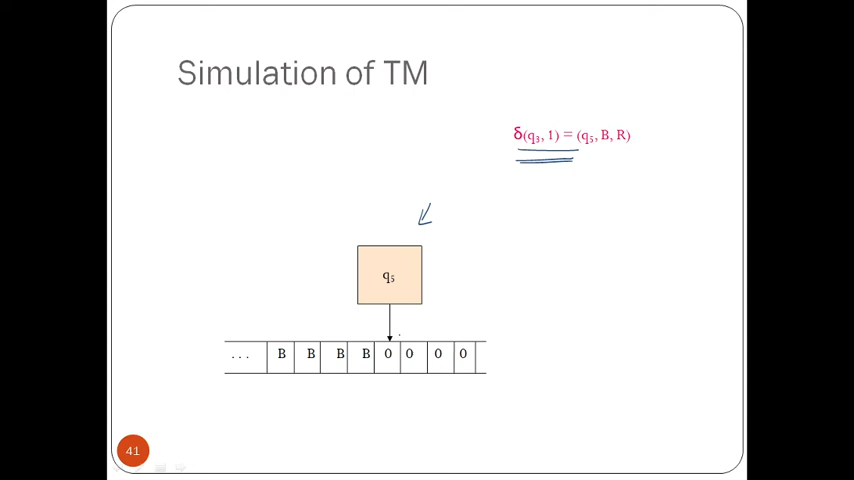 Simulation of TM
δ(q₃, 1) = (q₅, B, R)
q₅
. . . B B B B 0 0 0 0
41